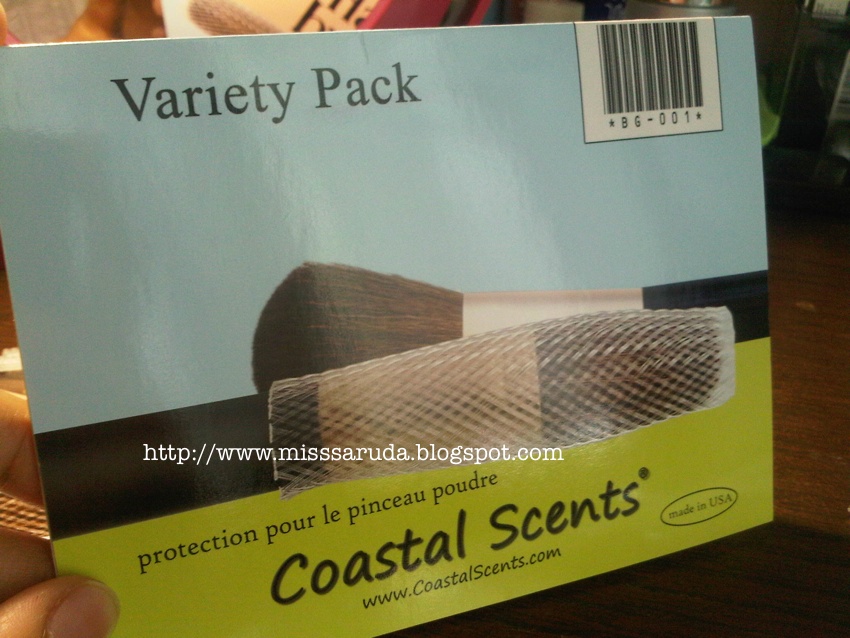 Variety Pack
*BG-001*
http://www.misssaruda.blogspot.com
protection pour le pinceau poudre
Coastal Scents®
made in USA
www.CoastalScents.com